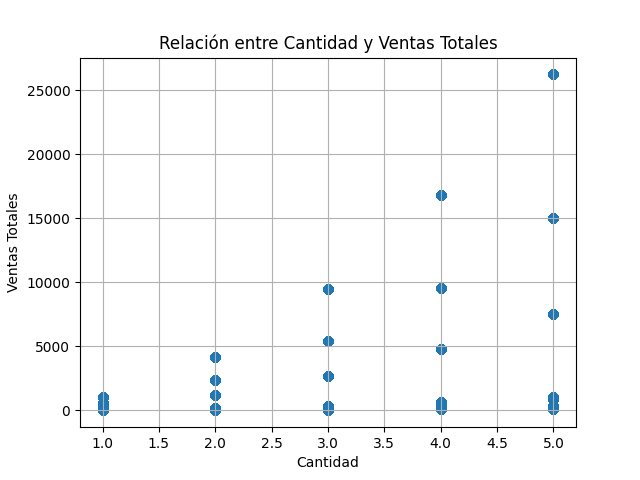 Relación entre Cantidad y Ventas Totales
Ventas Totales
25000
20000
15000
10000
5000
0
1.0 1.5 2.0 2.5 3.0 3.5 4.0 4.5 5.0
Cantidad